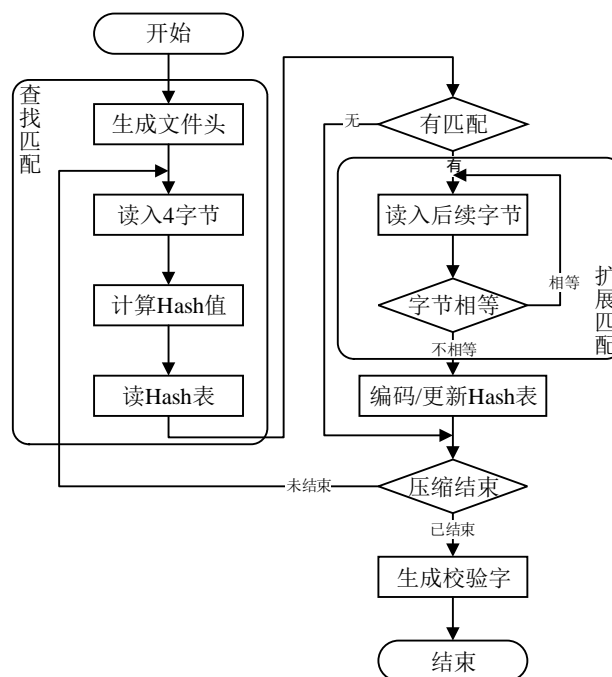 开始
查找匹配
生成文件头
读入4字节
计算Hash值
读Hash表
有匹配
无
有
读入后续字节
相等
扩展匹配
字节相等
不相等
编码/更新Hash表
压缩结束
未结束
已结束
生成校验字
结束